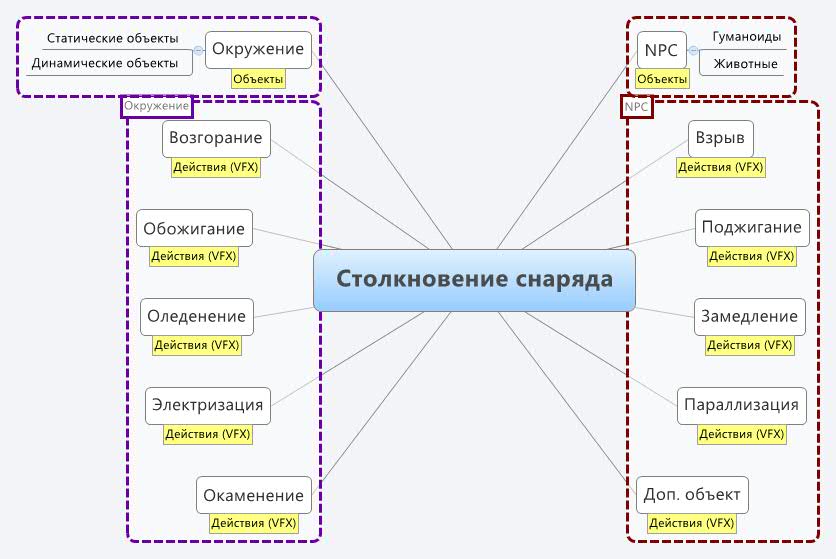 Статические объекты
Динамические объекты
Окружение
Объекты
NPC
Объекты
Гуманоиды
Животные
Окружение
Возгорание
Действия (VFX)
Обожигание
Действия (VFX)
Оледенение
Действия (VFX)
Электризация
Действия (VFX)
Окаменение
Действия (VFX)
Столкновение снаряда
NPC
Взрыв
Действия (VFX)
Поджигание
Действия (VFX)
Замедление
Действия (VFX)
Параллизация
Действия (VFX)
Доп. объект
Действия (VFX)